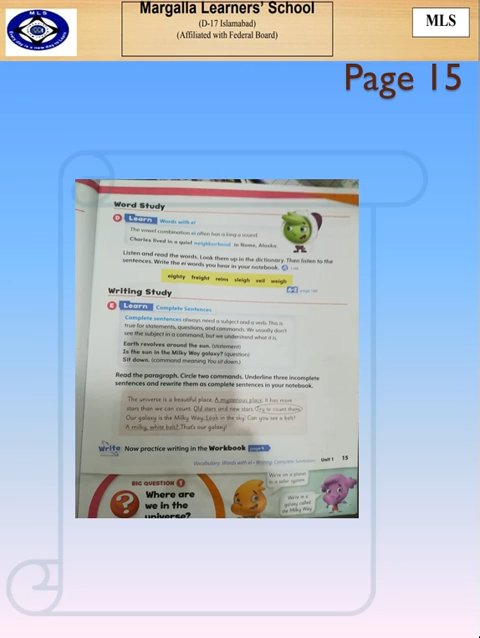 Margalla Learners' School
(D-17 Islamabad)
(Affiliated with Federal Board)
MLS
MLS
Page 15
Word Study
D Learn Words with ei
The vowel combination ei often has a long a sound.
Charles lived in a quiet neighborhood in Nome, Alaska.
Listen and read the words. Look them up in the dictionary. Then listen to the
sentences. Write the ei words you hear in your notebook.
eighty freight reins sleigh veil weigh
Writing Study
E Learn Complete Sentences
Complete sentences always need a subject and a verb. This is
true for statements, questions, and commands. We usually don't
see the subject in a command, but we understand what it is.
Earth revolves around the sun. (statement)
Is the sun in the Milky Way galaxy? (question)
Sit down. (command meaning You sit down.)
Read the paragraph. Circle two commands. Underline three incomplete
sentences and rewrite them as complete sentences in your notebook.
The universe is a beautiful place. A mysterious place. It has more
stars than we can count. Old stars and new stars. Try to count them.
Our galaxy is the Milky Way. Look in the sky. Can you see a belt?
A milky, white belt? That's our galaxy!
Write Now practice writing in the Workbook
Vocabulary: Words with ei • Writing: Complete Sentences Unit 1 15
BIG QUESTION 1
Where are
we in the
universe?
We're on a planet
in a solar system.
We're in a
galaxy called
the Milky Way.